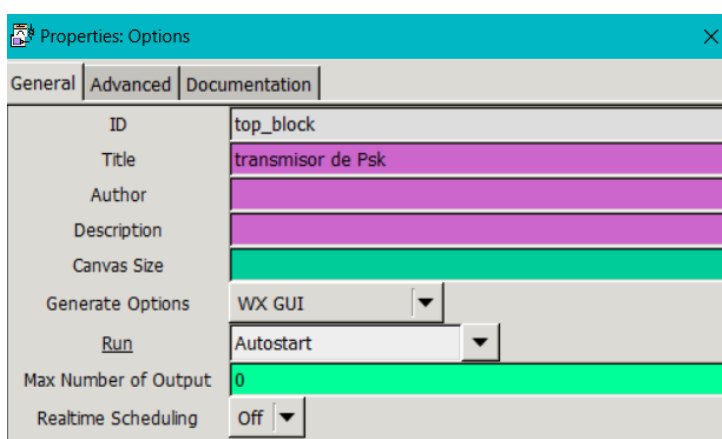 Properties: Options
General Advanced Documentation
ID top_block
Title transmisor de Psk
Author
Description
Canvas Size
Generate Options WX GUI
Run Autostart
Max Number of Output 0
Realtime Scheduling Off